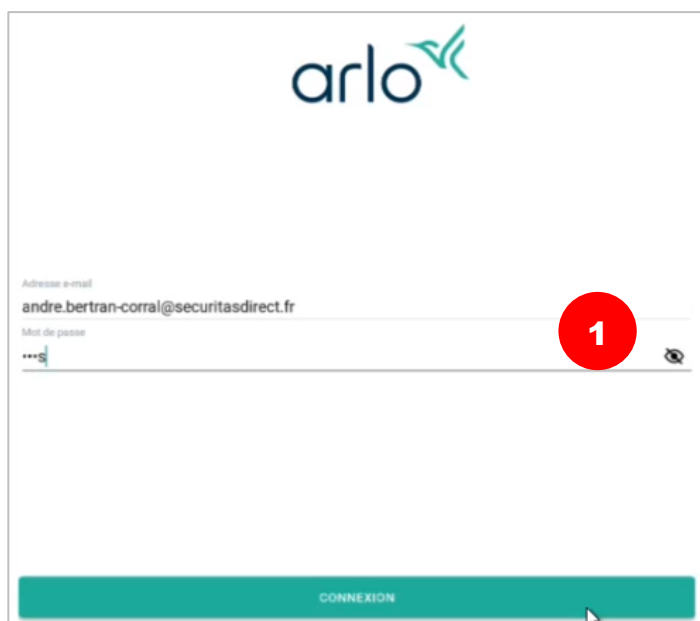 arlo
Adresse e-mail
andre.bertran-corral@securitasdirect.fr
Mot de passe
•••s
1
CONNEXION